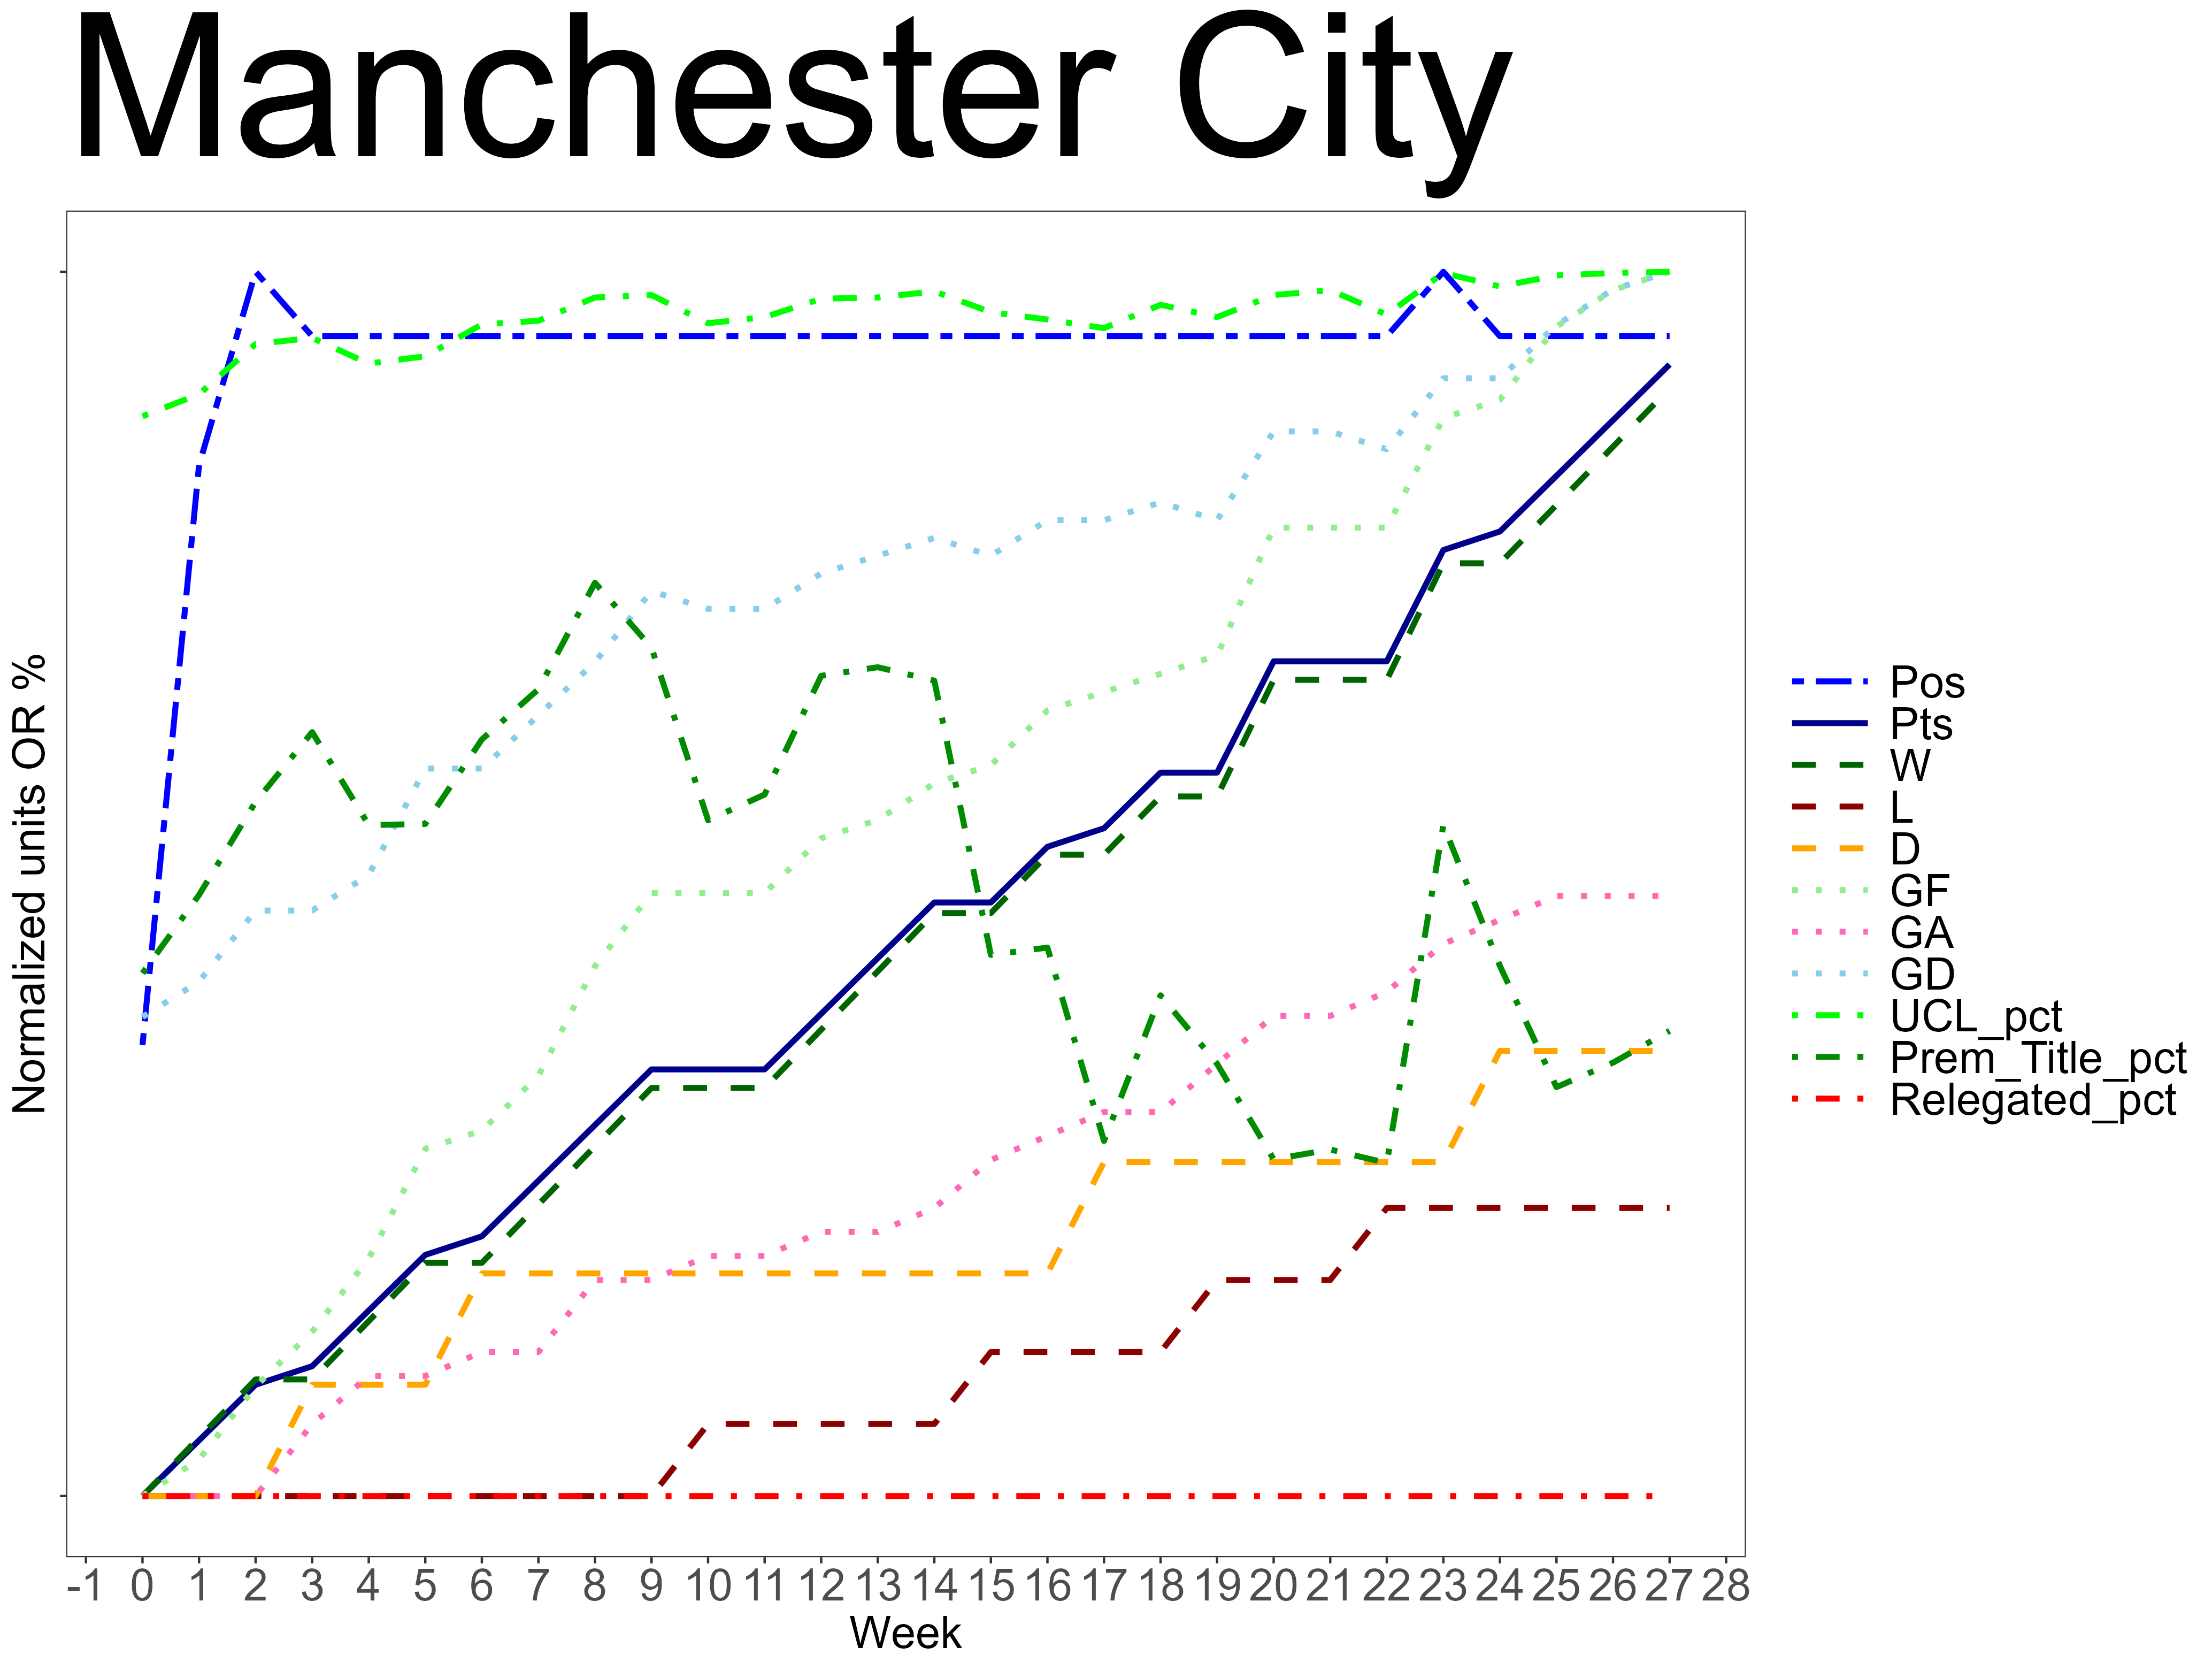 Manchester City
Normalized units OR %
Pos
Pts
W
L
D
GF
GA
GD
UCL_pct
Prem_Title_pct
Relegated_pct
-1 0 1 2 3 4 5 6 7 8 9 10 11 12 13 14 15 16 17 18 19 20 21 22 23 24 25 26 27 28
Week